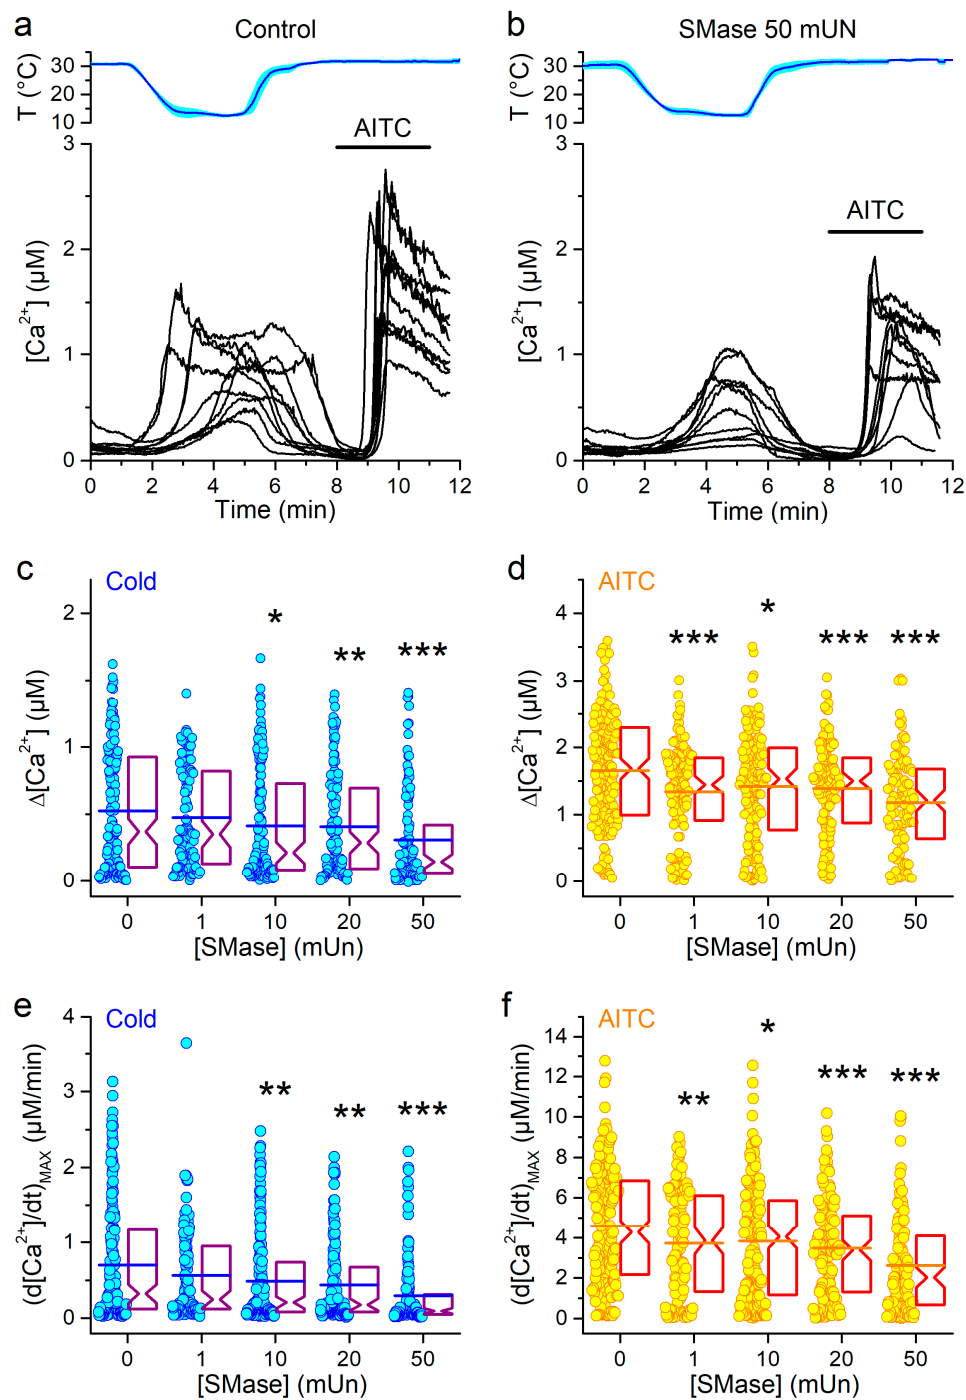 a Control
b SMase 50 mUN
T (°C)
30
20
10
T (°C)
30
20
10
AITC
[Ca2+] (µM)
3
2
1
0
0 2 4 6 8 10 12
Time (min)
AITC
[Ca2+] (µM)
3
2
1
0
0 2 4 6 8 10 12
Time (min)
c Cold
* ** ***
Δ[Ca2+] (µM)
2
1
0
0 1 10 20 50
[SMase] (mUn)
d AITC
*** * *** ***
Δ[Ca2+] (µM)
4
3
2
1
0
0 1 10 20 50
[SMase] (mUn)
e Cold
** ** ***
(d[Ca2+]/dt)MAX (µM/min)
4
3
2
1
0
0 1 10 20 50
[SMase] (mUn)
f AITC
** * *** ***
(d[Ca2+]/dt)MAX (µM/min)
14
12
10
8
6
4
2
0
0 1 10 20 50
[SMase] (mUn)